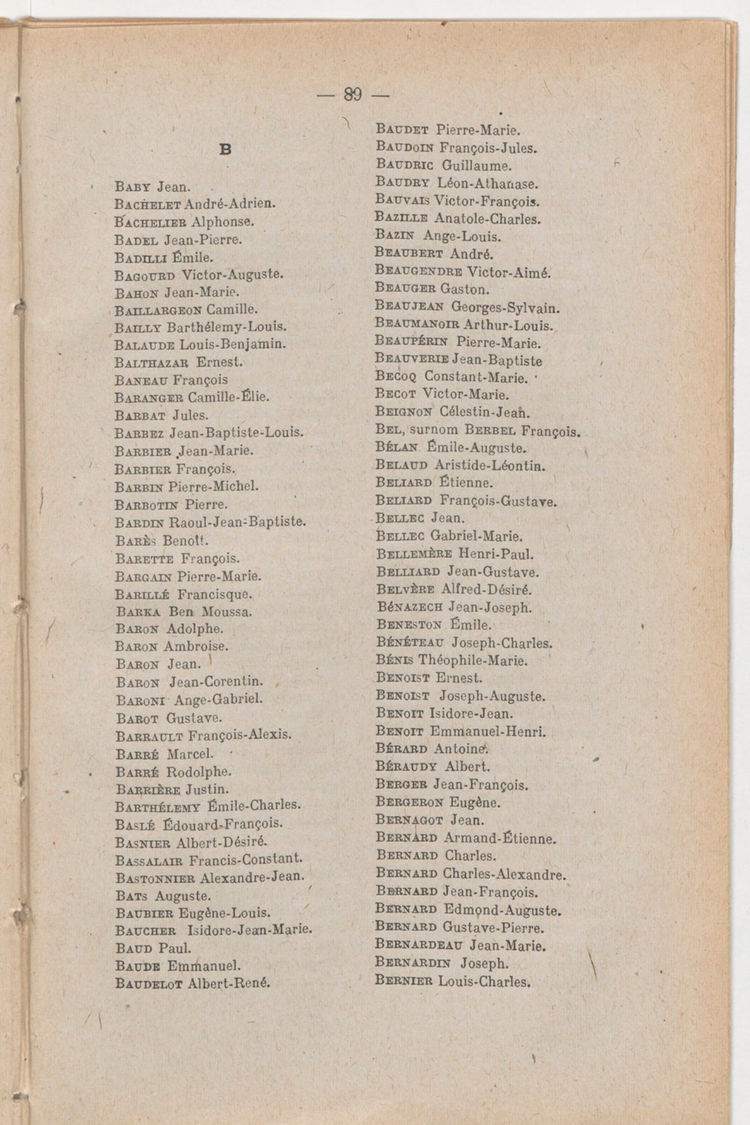 — 89 —
B
BABY Jean.
BACHELET André-Adrien.
BACHELIER Alphonse.
BADEL Jean-Pierre.
BADILLI Émile.
BAGOURD Victor-Auguste.
BAHON Jean-Marie.
BAILLARGEON Camille.
BAILLY Barthélemy-Louis.
BALAUDE Louis-Benjamin.
BALTHAZAR Ernest.
BANEAU François
BARANGER Camille-Élie.
BARBAT Jules.
BARBEZ Jean-Baptiste-Louis.
BARBIER Jean-Marie.
BARBIER François.
BARBIN Pierre-Michel.
BARBOTIN Pierre.
BARDIN Raoul-Jean-Baptiste.
BARÈS Benoît.
BARETTE François.
BARGAIN Pierre-Marie.
BARILLÉ Francisque.
BARKA Ben Moussa.
BARON Adolphe.
BARON Ambroise.
BARON Jean.
BARON Jean-Corentin.
BARONI Ange-Gabriel.
BAROT Gustave.
BARRAULT François-Alexis.
BARRÉ Marcel.
BARRÉ Rodolphe.
BARRIÈRE Justin.
BARTHÉLEMY Émile-Charles.
BASLÉ Édouard-François.
BASNIER Albert-Désiré.
BASSALAIR Francis-Constant.
BASTONNIER Alexandre-Jean.
BATS Auguste.
BAUBIER Eugène-Louis.
BAUCHER Isidore-Jean-Marie.
BAUD Paul.
BAUDE Emmanuel.
BAUDELOT Albert-René.
BAUDET Pierre-Marie.
BAUDOIN François-Jules.
BAUDRIC Guillaume.
BAUDRY Léon-Athanase.
BAUVAIS Victor-François.
BAZILLE Anatole-Charles.
BAZIN Ange-Louis.
BEAUBERT André.
BEAUGENDRE Victor-Aimé.
BEAUGER Gaston.
BEAUJEAN Georges-Sylvain.
BEAUMANOIR Arthur-Louis.
BEAUPÉRIN Pierre-Marie.
BEAUVERIE Jean-Baptiste
BECOQ Constant-Marie.
BECOT Victor-Marie.
BEIGNON Célestin-Jean.
BEL, surnom BERBEL François.
BÉLAN Émile-Auguste.
BELAUD Aristide-Léontin.
BELIARD Étienne.
BELIARD François-Gustave.
BELLEC Jean.
BELLEC Gabriel-Marie.
BELLEMÈRE Henri-Paul.
BELLIARD Jean-Gustave.
BELVÈRE Alfred-Désiré.
BéNAZECH Jean-Joseph.
BENESTON Émile.
BÉNÉTEAU Joseph-Charles.
BÉNIS Théophile-Marie.
BENOIST Ernest.
BENOIST Joseph-Auguste.
BENOIT Isidore-Jean.
BENOIT Emmanuel-Henri.
BÉRARD Antoine.
BÉRAUDY Albert.
BERGER Jean-François.
BERGERON Eugène.
BERNAGOT Jean.
BERNARD Armand-Étienne.
BERNARD Charles.
BERNARD Charles-Alexandre.
BERNARD Jean-François.
BERNARD Edmond-Auguste.
BERNARD Gustave-Pierre.
BERNARDEAU Jean-Marie.
BERNARDIN Joseph.
BERNIER Louis-Charles.